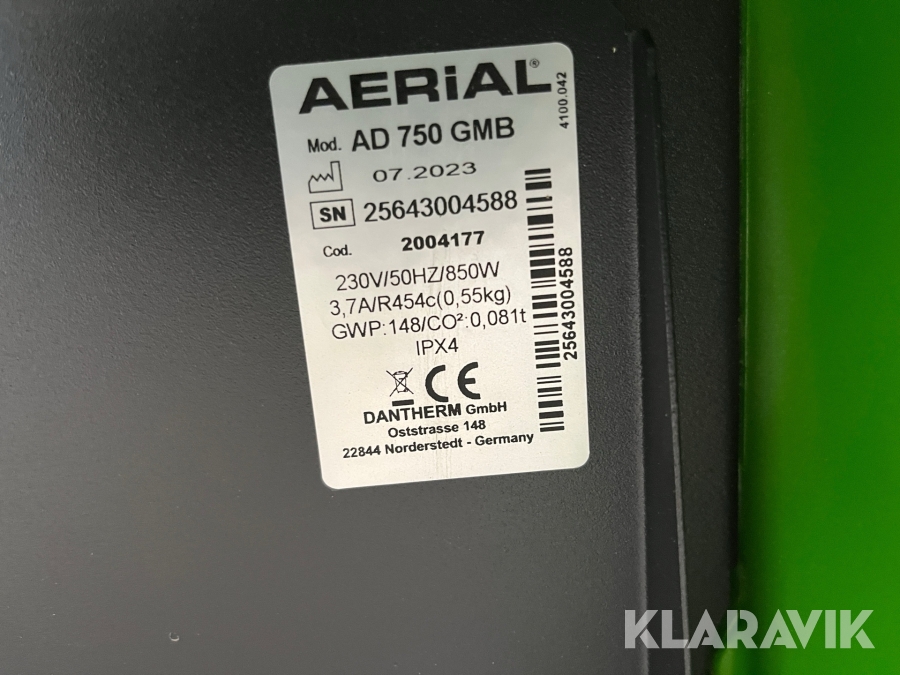 AERiAL®
4100.042
Mod. AD 750 GMB
07.2023
SN 25643004588
Cod. 2004177
230V/50HZ/850W
3,7A/R454c(0,55kg)
GWP:148/CO²:0,081t
IPX4
CE
DANTHERM GmbH
Oststrasse 148
22844 Norderstedt - Germany
25643004588
KLARAVIK